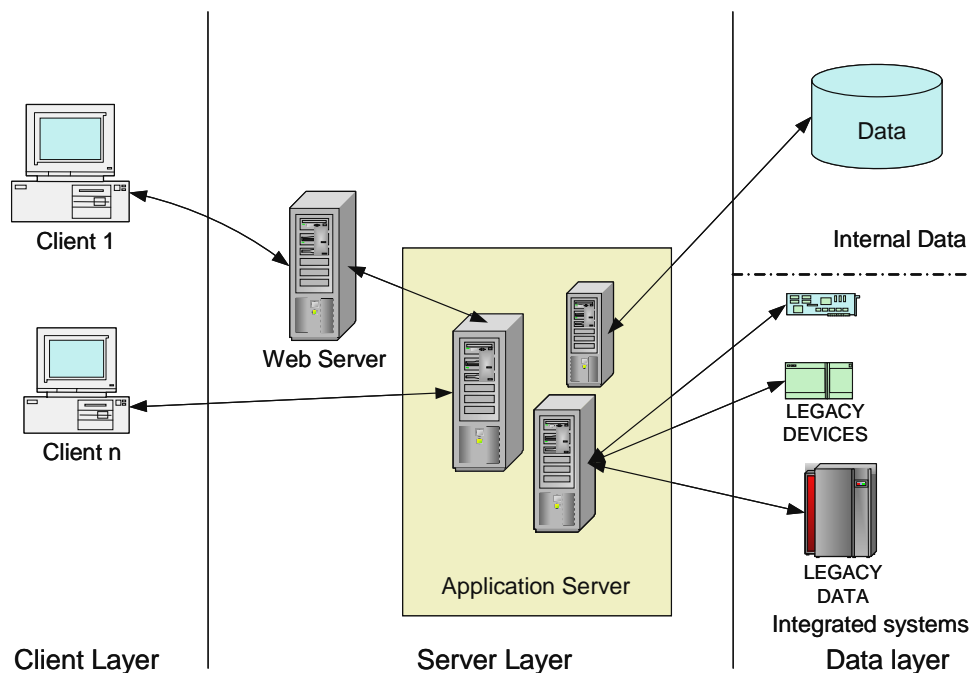 Client 1
Client n
Client Layer
Web Server
Application Server
Server Layer
Data
Internal Data
LEGACY
DEVICES
LEGACY
DATA
Integrated systems
Data layer